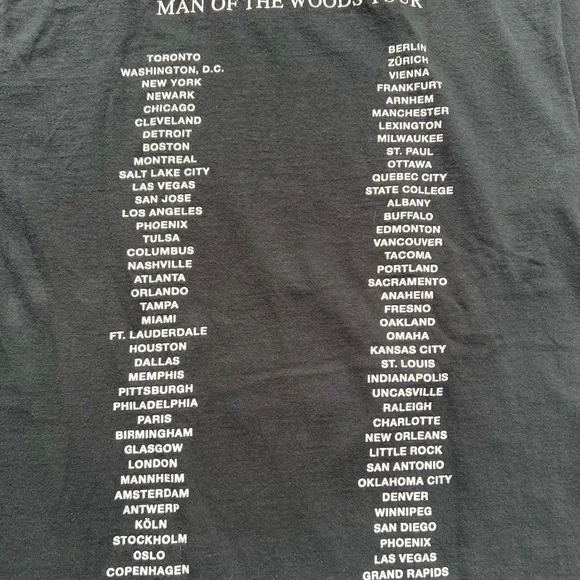 MAN OF THE WOODS TOUR
TORONTO
WASHINGTON, D.C.
NEW YORK
NEWARK
CHICAGO
CLEVELAND
DETROIT
BOSTON
MONTREAL
SALT LAKE CITY
LAS VEGAS
SAN JOSE
LOS ANGELES
PHOENIX
TULSA
COLUMBUS
NASHVILLE
ATLANTA
ORLANDO
TAMPA
MIAMI
FT. LAUDERDALE
HOUSTON
DALLAS
MEMPHIS
PITTSBURGH
PHILADELPHIA
PARIS
BIRMINGHAM
GLASGOW
LONDON
MANNHEIM
AMSTERDAM
ANTWERP
KÖLN
STOCKHOLM
OSLO
COPENHAGEN
BERLIN
ZÜRICH
VIENNA
FRANKFURT
ARNHEM
MANCHESTER
LEXINGTON
MILWAUKEE
ST. PAUL
OTTAWA
QUEBEC CITY
STATE COLLEGE
ALBANY
BUFFALO
EDMONTON
VANCOUVER
TACOMA
PORTLAND
SACRAMENTO
ANAHEIM
FRESNO
OAKLAND
OMAHA
KANSAS CITY
ST. LOUIS
INDIANAPOLIS
UNCASVILLE
RALEIGH
CHARLOTTE
NEW ORLEANS
LITTLE ROCK
SAN ANTONIO
OKLAHOMA CITY
DENVER
WINNIPEG
SAN DIEGO
PHOENIX
LAS VEGAS
GRAND RAPIDS